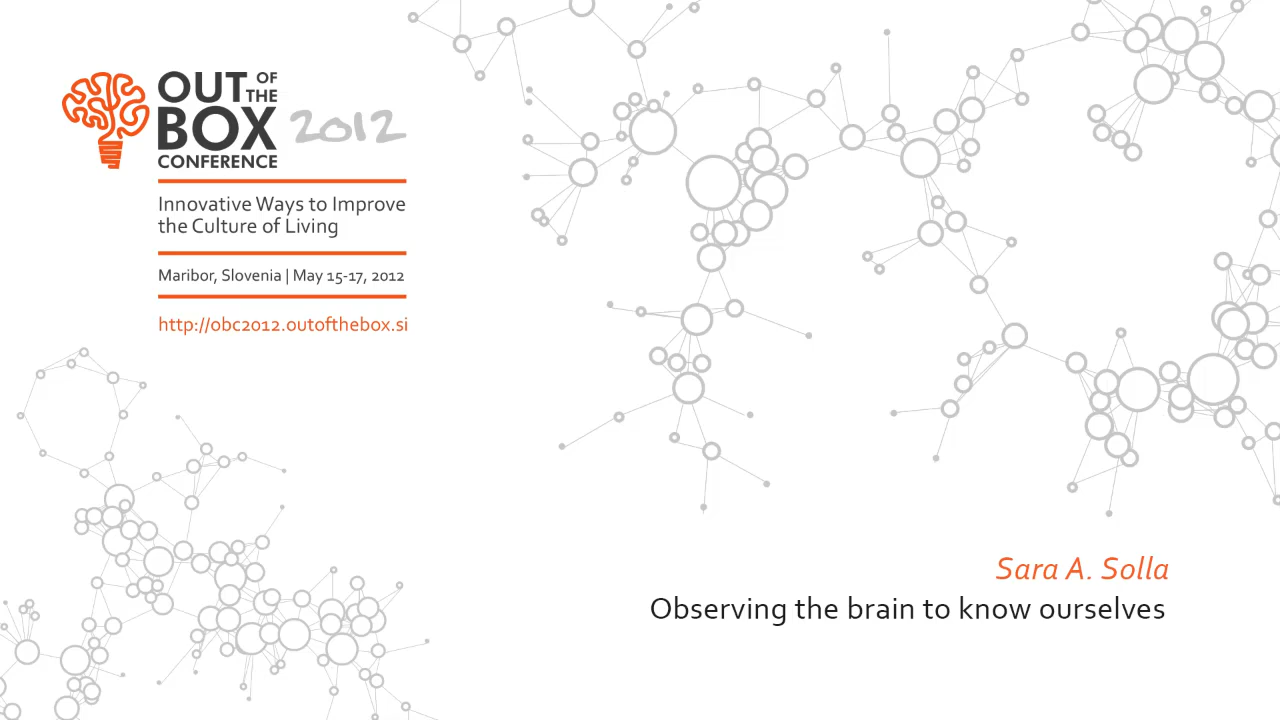 OUT OF THE
BOX
CONFERENCE
2012
Innovative Ways to Improve
the Culture of Living
Maribor, Slovenia | May 15-17, 2012
http://obc2012.outofthebox.si
Sara A. Solla
Observing the brain to know ourselves